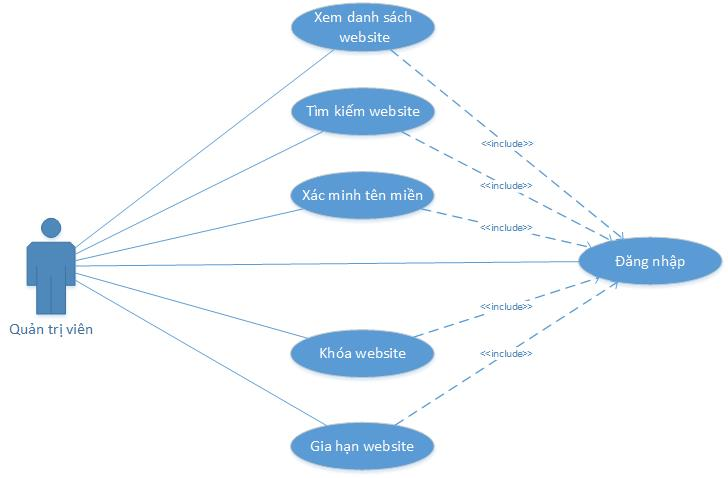 Xem danh sách
website
Tìm kiếm website
<<include>>
<<include>>
Xác minh tên miền
<<include>>
Đăng nhập
Quản trị viên
<<include>>
Khóa website
<<include>>
Gia hạn website